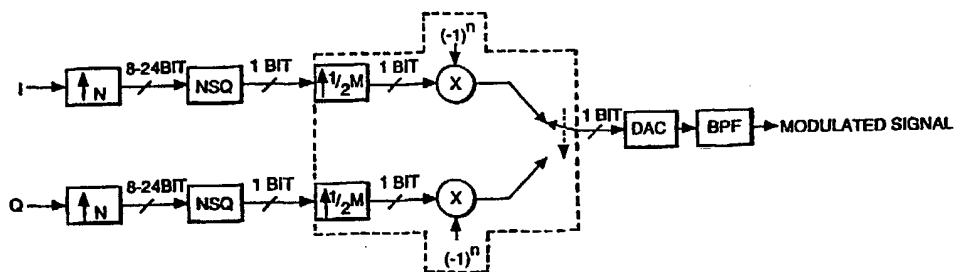 (-1)ⁿ
I ↑N 8-24BIT NSQ 1 BIT ↑1/2M 1 BIT X
1 BIT DAC BPF MODULATED SIGNAL
Q ↑N 8-24BIT NSQ 1 BIT ↑1/2M 1 BIT X
(-1)ⁿ